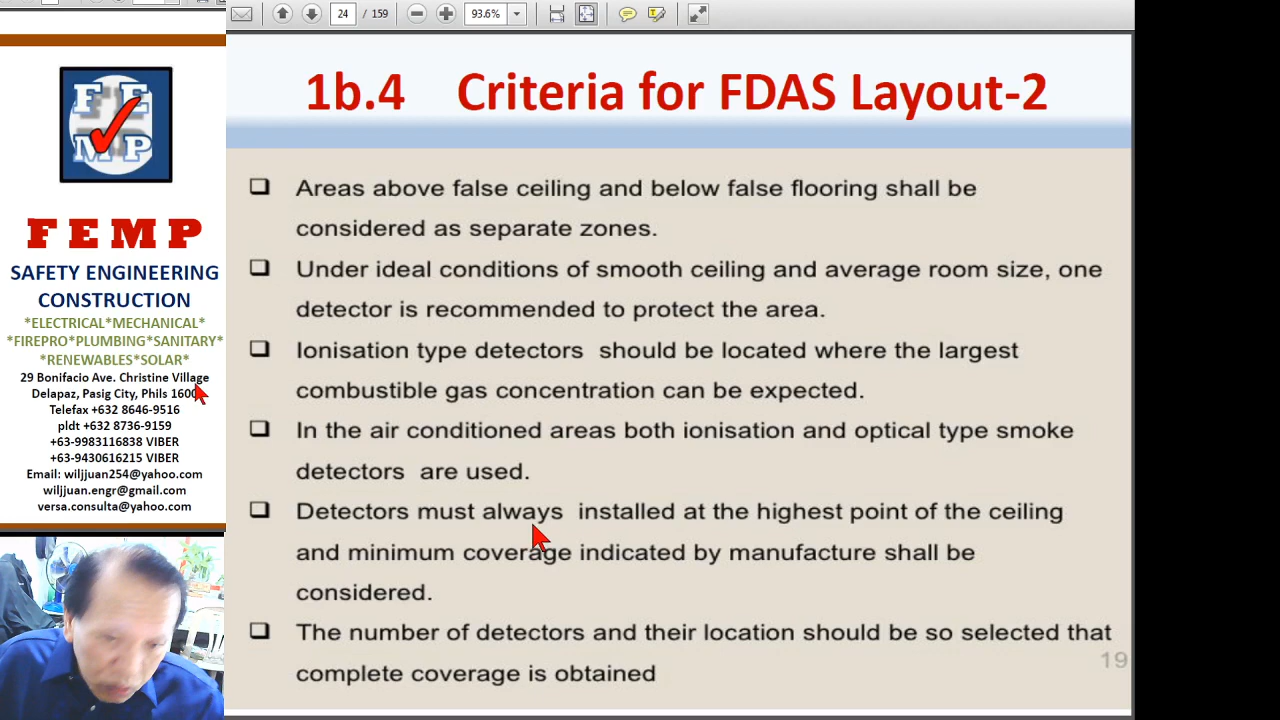 24 / 159
93.6%
1b.4 Criteria for FDAS Layout-2
F E
M P
F E M P
SAFETY ENGINEERING
CONSTRUCTION
*ELECTRICAL*MECHANICAL*
*FIREPRO*PLUMBING*SANITARY*
*RENEWABLES*SOLAR*
29 Bonifacio Ave. Christine Village
Delapaz, Pasig City, Phils 1600
Telefax +632 8646-9516
pldt +632 8736-9159
+63-9983116838 VIBER
+63-9430616215 VIBER
Email: wiljjuan254@yahoo.com
wiljjuan.engr@gmail.com
versa.consulta@yahoo.com
Areas above false ceiling and below false flooring shall be
considered as separate zones.
Under ideal conditions of smooth ceiling and average room size, one
detector is recommended to protect the area.
Ionisation type detectors should be located where the largest
combustible gas concentration can be expected.
In the air conditioned areas both ionisation and optical type smoke
detectors are used.
Detectors must always installed at the highest point of the ceiling
and minimum coverage indicated by manufacture shall be
considered.
The number of detectors and their location should be so selected that
complete coverage is obtained
19